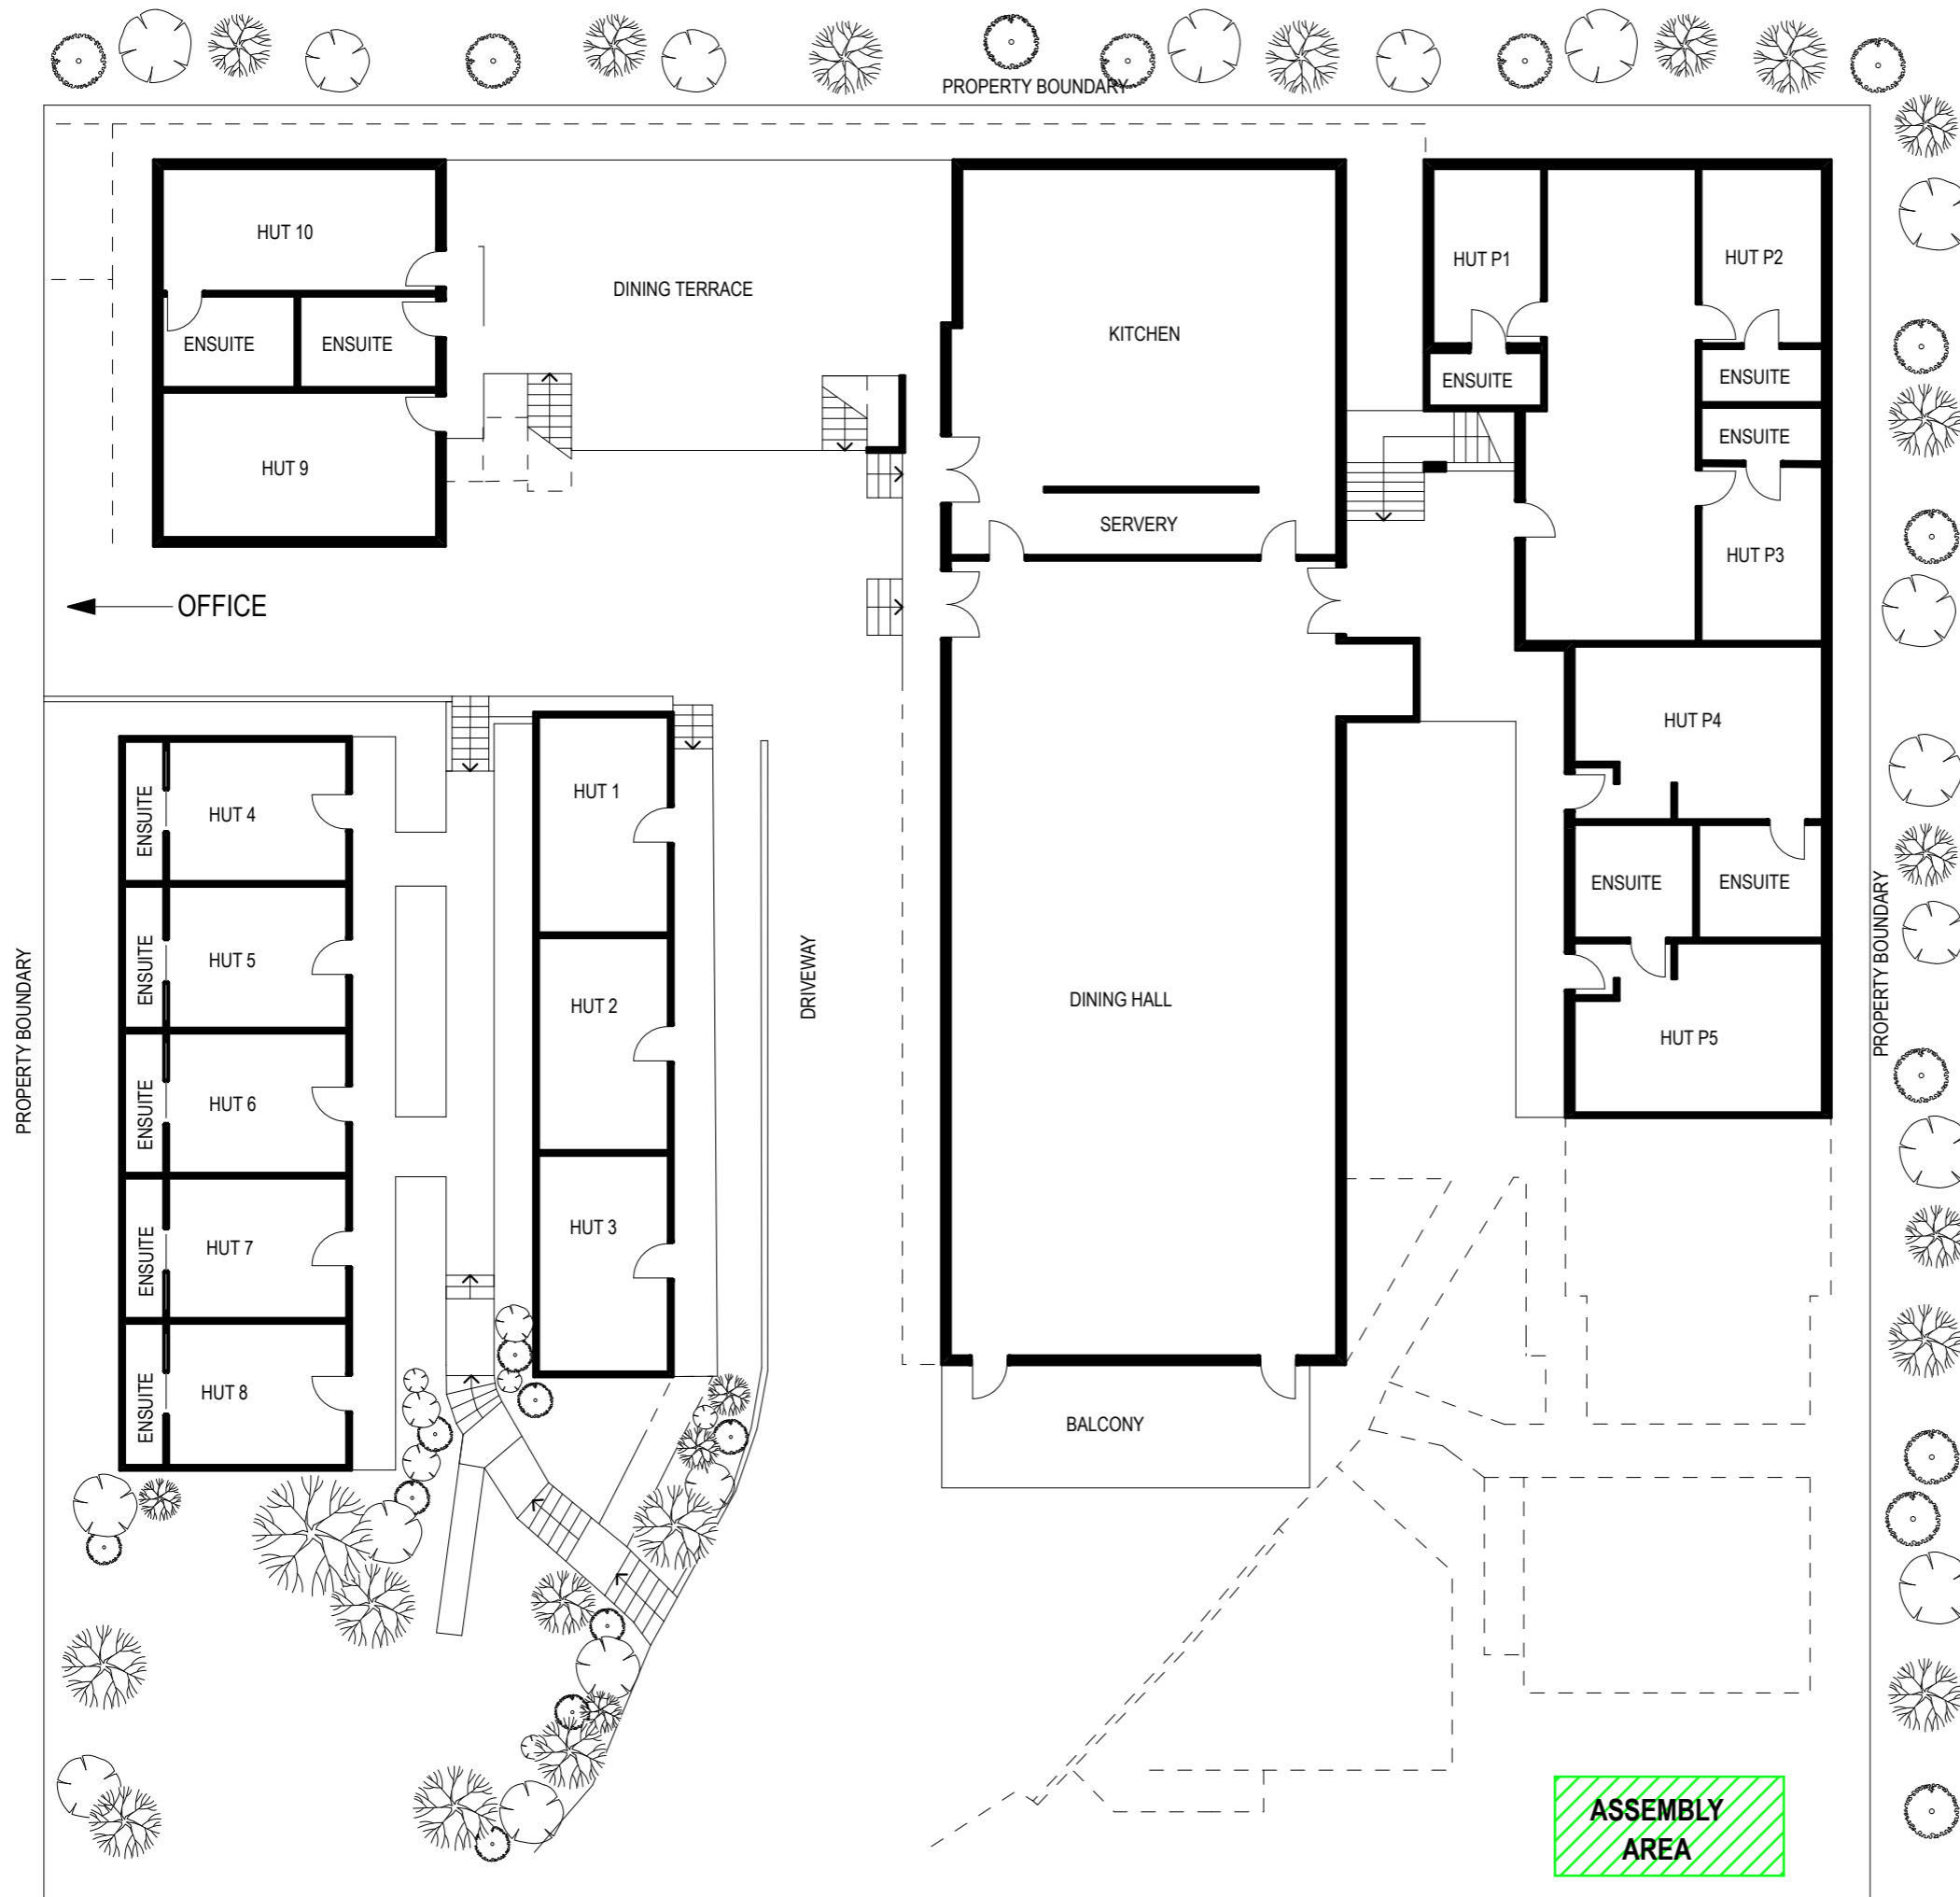 PROPERTY BOUNDARY
HUT 10
DINING TERRACE
KITCHEN
HUT P1
HUT P2
ENSUITE
ENSUITE
ENSUITE
ENSUITE
ENSUITE
HUT 9
SERVERY
HUT P3
OFFICE
HUT P4
HUT 1
HUT 4
ENSUITE
ENSUITE
ENSUITE
HUT 5
ENSUITE
HUT 2
DRIVEWAY
DINING HALL
HUT P5
PROPERTY BOUNDARY
PROPERTY BOUNDARY
HUT 6
ENSUITE
HUT 3
HUT 7
ENSUITE
HUT 8
ENSUITE
BALCONY
ASSEMBLY
AREA